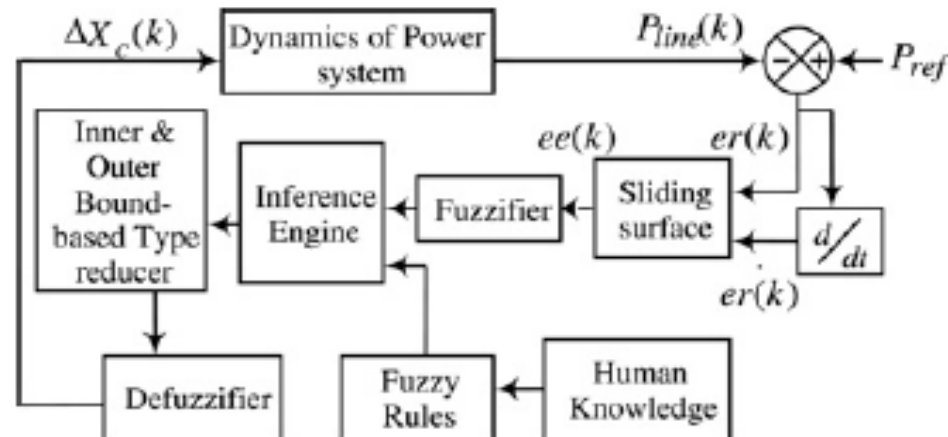 ΔX_c(k)
Dynamics of Power
system
P_line(k)
- +
P_ref
Inner &
Outer
Bound-
based Type
reducer
Inference
Engine
Fuzzifier
ee(k)
er(k)
Sliding
surface
d/dt
ėr(k)
Defuzzifier
Fuzzy
Rules
Human
Knowledge